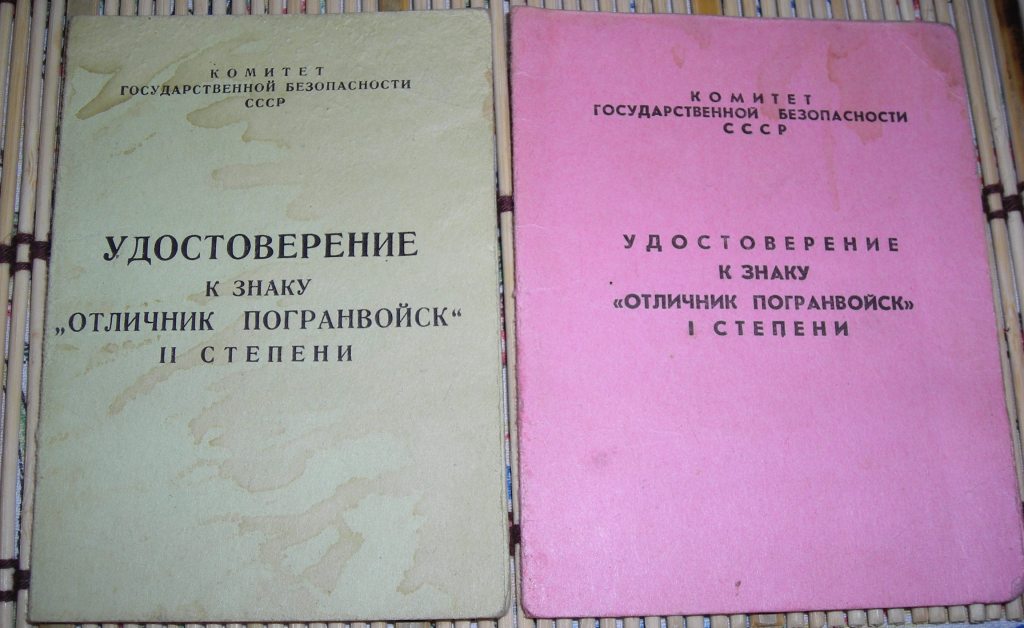 КОМИТЕТ
ГОСУДАРСТВЕННОЙ БЕЗОПАСНОСТИ
СССР
УДОСТОВЕРЕНИЕ
К ЗНАКУ
„ОТЛИЧНИК ПОГРАНВОЙСК“
II СТЕПЕНИ
КОМИТЕТ
ГОСУДАРСТВЕННОЙ БЕЗОПАСНОСТИ
СССР
УДОСТОВЕРЕНИЕ
К ЗНАКУ
«ОТЛИЧНИК ПОГРАНВОЙСК»
I СТЕПЕНИ